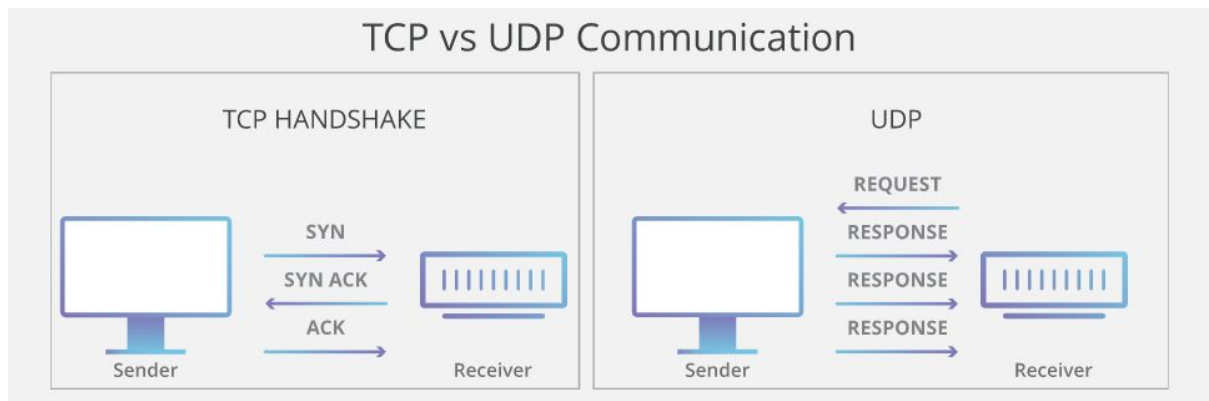 TCP vs UDP Communication
TCP HANDSHAKE
SYN
SYN ACK
ACK
Sender
Receiver
UDP
REQUEST
RESPONSE
RESPONSE
RESPONSE
Sender
Receiver